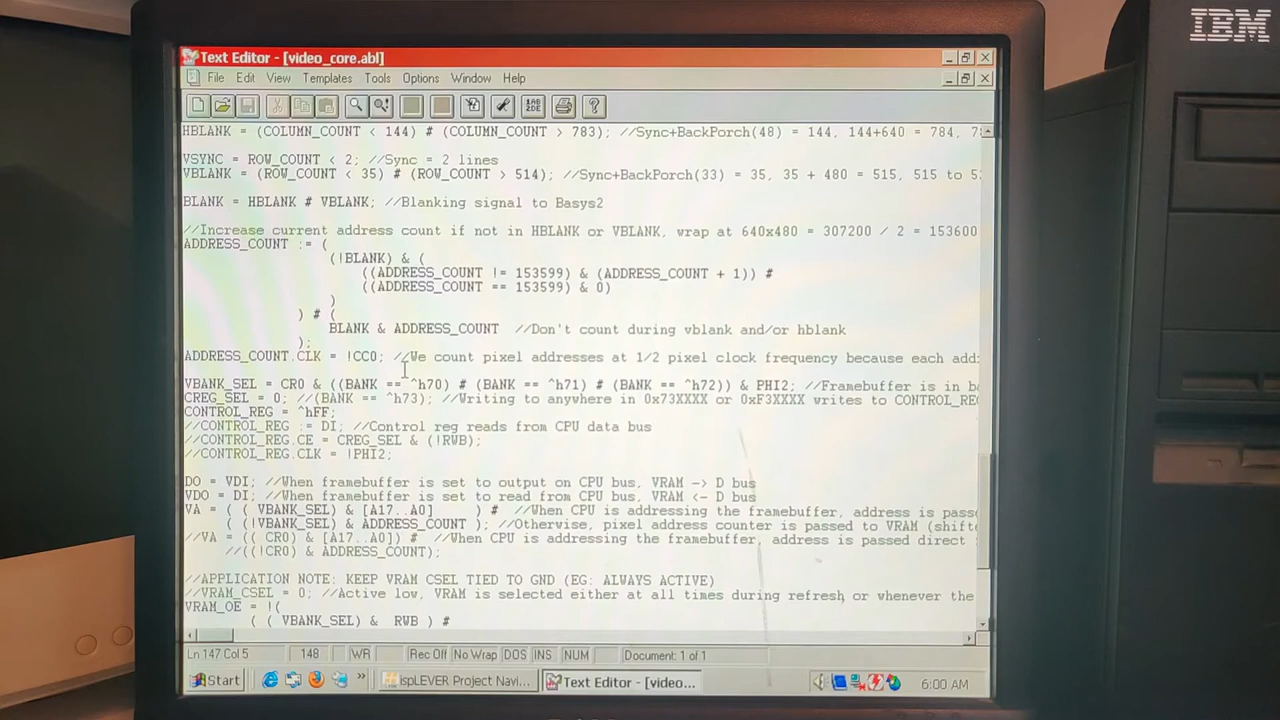 IBM
Text Editor - [video_core.abl]
File Edit View Templates Tools Options Window Help
HBLANK = (COLUMN_COUNT < 144) # (COLUMN_COUNT > 783); //Sync+BackPorch(48) = 144, 144+640 = 784,
VSYNC = ROW_COUNT < 2; //Sync = 2 lines
VBLANK = (ROW_COUNT < 35) # (ROW_COUNT > 514); //Sync+BackPorch(33) = 35, 35 + 480 = 515, 515 to
BLANK = HBLANK # VBLANK; //Blanking signal to Basys2
//Increase current address count if not in HBLANK or VBLANK, wrap at 640x480 = 307200 / 2 = 153600
ADDRESS_COUNT := (
(!BLANK) & (
((ADDRESS_COUNT != 153599) & (ADDRESS_COUNT + 1)) #
((ADDRESS_COUNT == 153599) & 0)
)
) # (
BLANK & ADDRESS_COUNT //Don't count during vblank and/or hblank
);
ADDRESS_COUNT.CLK = !CC0; //We count pixel addresses at 1/2 pixel clock frequency because each add
VBANK_SEL = CR0 & ((BANK == ^h70) # (BANK == ^h71) # (BANK == ^h72)) & PHI2; //Framebuffer is in b
CREG_SEL = 0; //(BANK == ^h73); //Writing to anywhere in 0x73XXXX or 0xF3XXXX writes to CONTROL_RE
CONTROL_REG = ^hFF;
//CONTROL_REG := DI; //Control reg reads from CPU data bus
//CONTROL_REG.CE = CREG_SEL & (!RWB);
//CONTROL_REG.CLK = !PHI2;
DO = VDI; //When framebuffer is set to output on CPU bus, VRAM -> D bus
VDO = DI; //When framebuffer is set to read from CPU bus, VRAM <- D bus
VA = ( ( VBANK_SEL) & [A17..A0] ) # //When CPU is addressing the framebuffer, address is pass
( (!VBANK_SEL) & ADDRESS_COUNT ); //Otherwise, pixel address counter is passed to VRAM (shift
//VA = (( CR0) & [A17..A0]) # //When CPU is addressing the framebuffer, address is passed direct
//((!CR0) & ADDRESS_COUNT);
//APPLICATION NOTE: KEEP VRAM CSEL TIED TO GND (EG: ALWAYS ACTIVE)
//VRAM_CSEL = 0; //Active low, VRAM is selected either at all times during refresh or whenever the
VRAM_OE = !(
( ( VBANK_SEL) & RWB ) #
Ln 147 Col 5 148 WR Rec Off No Wrap DOS INS NUM Document: 1 of 1
Start ispLEVER Project Navi... Text Editor - [video... 6:00 AM